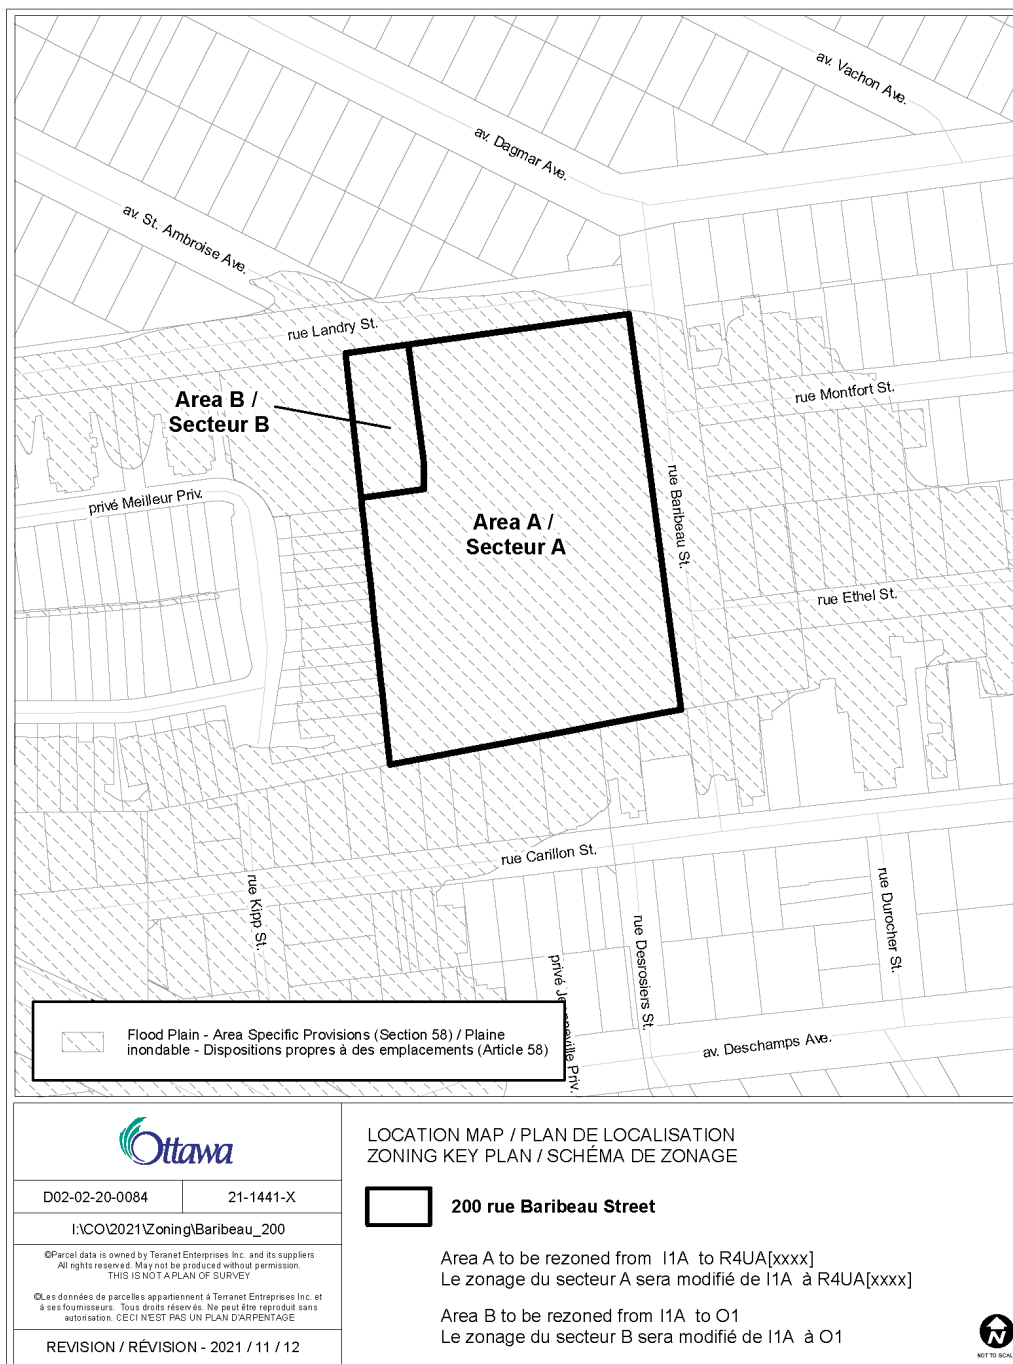 av. Vachon Ave.
av. Dagmar Ave.
av. St. Ambroise Ave.
rue Landry St.
Area B /
Secteur B
rue Montfort St.
privé Meilleur Priv.
rue Baribeau St.
Area A /
Secteur A
rue Ethel St.
rue Carillon St.
rue Kipp St.
rue Desrosiers St.
rue Durocher St.
privé
Priv.
av. Deschamps Ave.
Flood Plain - Area Specific Provisions (Section 58) / Plaine
inondable - Dispositions propres à des emplacements (Article 58)
Ottawa
D02-02-20-0084
21-1441-X
I:\CO\2021\Zoning\Baribeau_200
©Parcel data is owned by Teranet Enterprises Inc. and its suppliers
All rights reserved. May not be produced without permission.
THIS IS NOT A PLAN OF SURVEY
©Les données de parcelles appartiennent à Teranet Entreprises Inc. et
à ses fournisseurs. Tous droits réservés. Ne peut être reproduit sans
autorisation. CECI N'EST PAS UN PLAN D'ARPENTAGE
REVISION / RÉVISION - 2021 / 11 / 12
LOCATION MAP / PLAN DE LOCALISATION
ZONING KEY PLAN / SCHÉMA DE ZONAGE
200 rue Baribeau Street
Area A to be rezoned from I1A to R4UA[xxxx]
Le zonage du secteur A sera modifié de I1A à R4UA[xxxx]
Area B to be rezoned from I1A to O1
Le zonage du secteur B sera modifié de I1A à O1
N
NOT TO SCAL